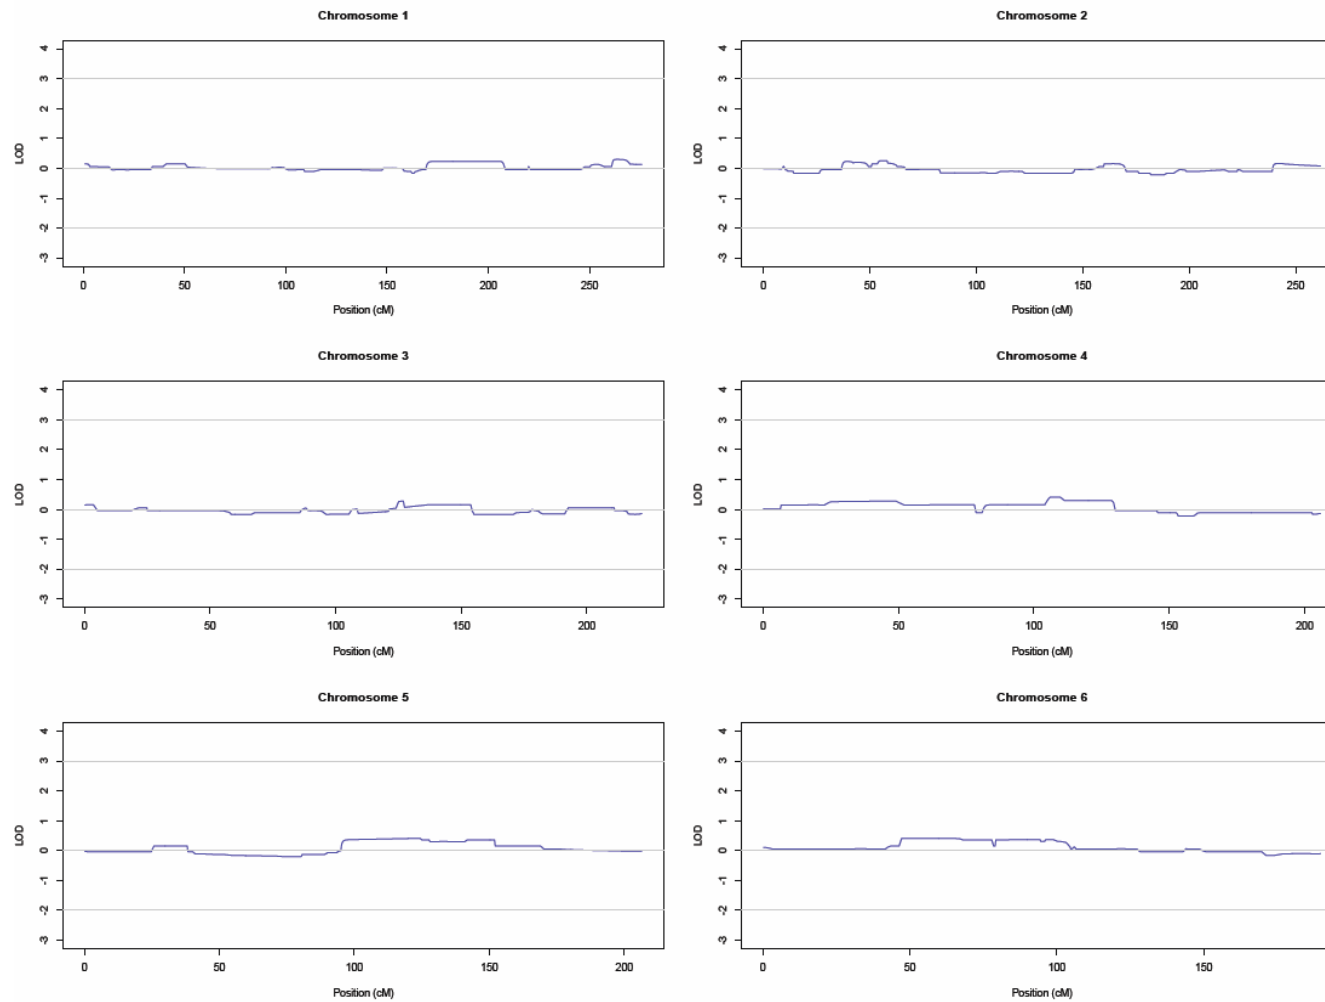 Chromosome 1
LOD
4
3
2
1
0
-1
-2
-3
0 50 100 150 200 250
Position (cM)
Chromosome 2
LOD
4
3
2
1
0
-1
-2
-3
0 50 100 150 200 250
Position (cM)
Chromosome 3
LOD
4
3
2
1
0
-1
-2
-3
0 50 100 150 200
Position (cM)
Chromosome 4
LOD
4
3
2
1
0
-1
-2
-3
0 50 100 150 200
Position (cM)
Chromosome 5
LOD
4
3
2
1
0
-1
-2
-3
0 50 100 150 200
Position (cM)
Chromosome 6
LOD
4
3
2
1
0
-1
-2
-3
0 50 100 150
Position (cM)